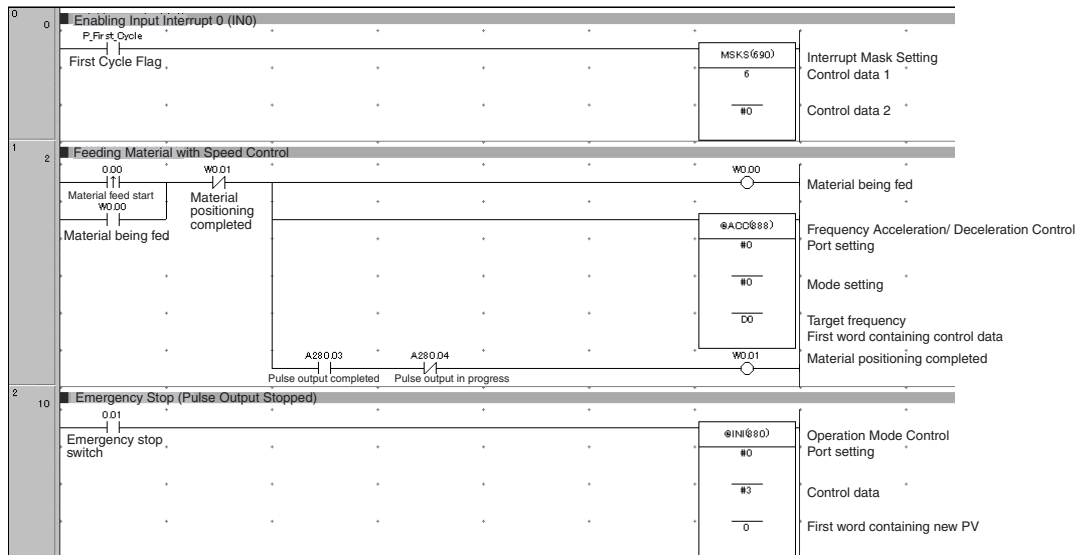 0
0
Enabling Input Interrupt 0 (IN0)
P_First_Cycle
First Cycle Flag
MSKS(690)
Interrupt Mask Setting
6
Control data 1
#0
Control data 2
1
2
Feeding Material with Speed Control
0.00
W0.01
W0.00
Material feed start
Material
positioning
completed
Material being fed
W0.00
Material being fed
@ACC(888)
Frequency Acceleration/ Deceleration Control
#0
Port setting
#0
Mode setting
D0
Target frequency
First word containing control data
A280.03
A280.04
W0.01
Material positioning completed
Pulse output completed
Pulse output in progress
2
10
Emergency Stop (Pulse Output Stopped)
0.01
Emergency stop
switch
@INI(880)
Operation Mode Control
#0
Port setting
#3
Control data
0
First word containing new PV